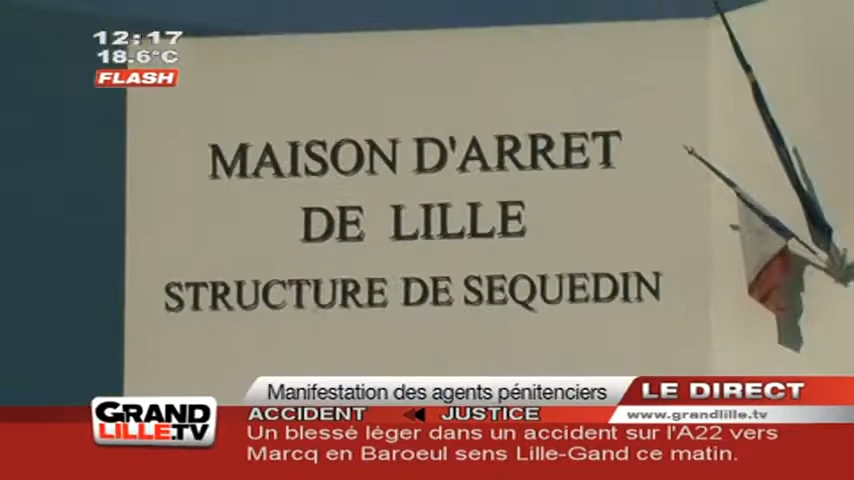 12:17
18.6°C
FLASH
MAISON D'ARRET
DE LILLE
STRUCTURE DE SEQUEDIN
Manifestation des agents pénitenciers
LE DIRECT
ACCIDENT JUSTICE
www.grandlille.tv
GRAND
LILLE.TV
Un blessé léger dans un accident sur l'A22 vers
Marcq en Baroeul sens Lille-Gand ce matin.